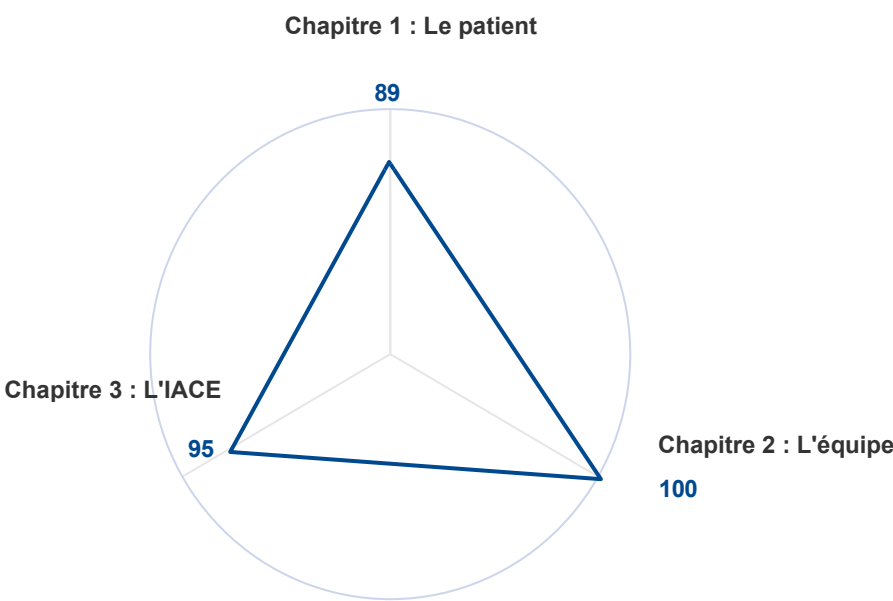 Chapitre 1 : Le patient
89
Chapitre 3 : L'IACE
95
Chapitre 2 : L'équipe
100